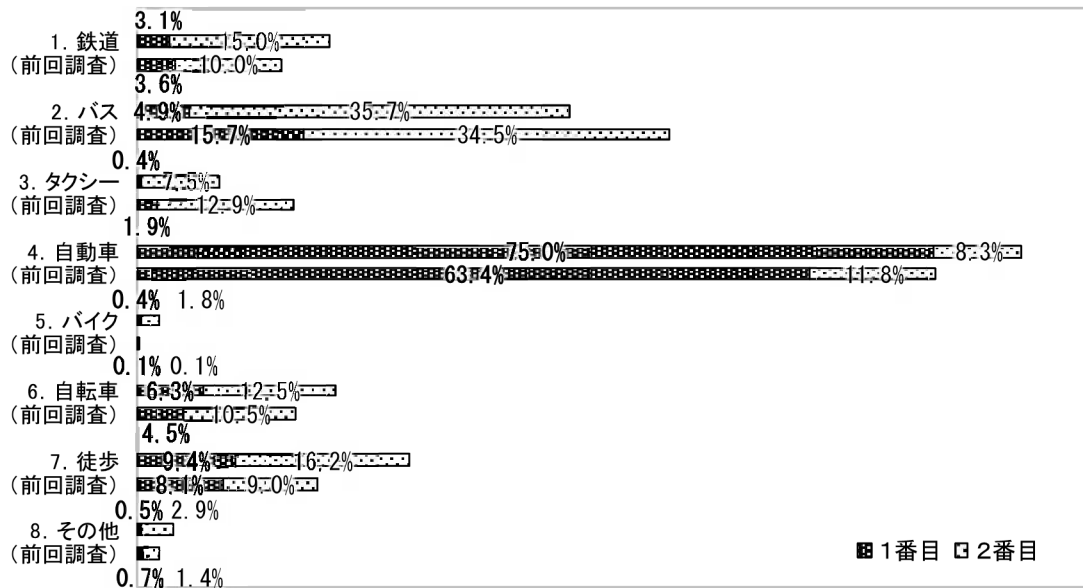 3.1%
1. 鉄道 15.0%
(前回調査) 10.0%
3.6%
2. バス 4.9% 35.7%
(前回調査) 15.7% 34.5%
0.4%
3. タクシー 7.5%
(前回調査) 12.9%
1.9%
4. 自動車 75.0% 8.3%
(前回調査) 63.4% 11.8%
0.4% 1.8%
5. バイク
(前回調査)
0.1% 0.1%
6. 自転車 6.3% 12.5%
(前回調査) 10.5%
4.5%
7. 徒歩 9.4% 16.2%
(前回調査) 8.1% 9.0%
0.5% 2.9%
8. その他
(前回調査)
0.7% 1.4%
1番目 2番目